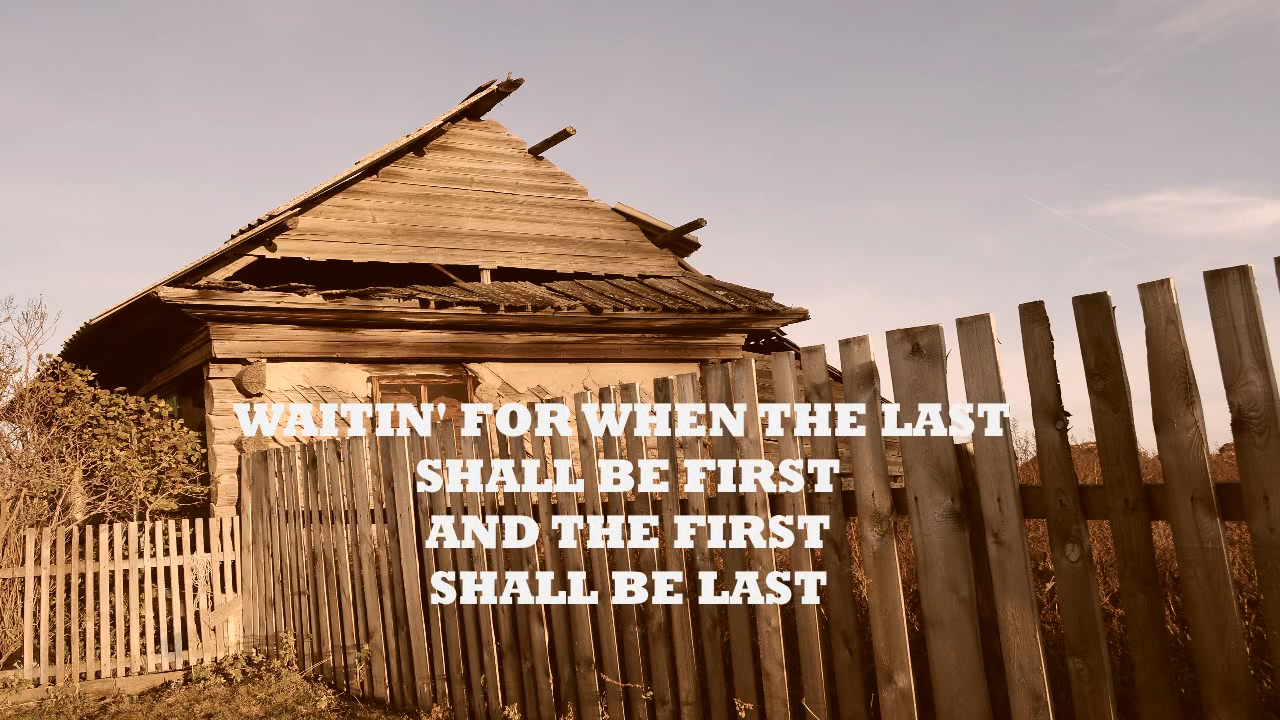 WAITIN' FOR WHEN THE LAST
SHALL BE FIRST
AND THE FIRST
SHALL BE LAST